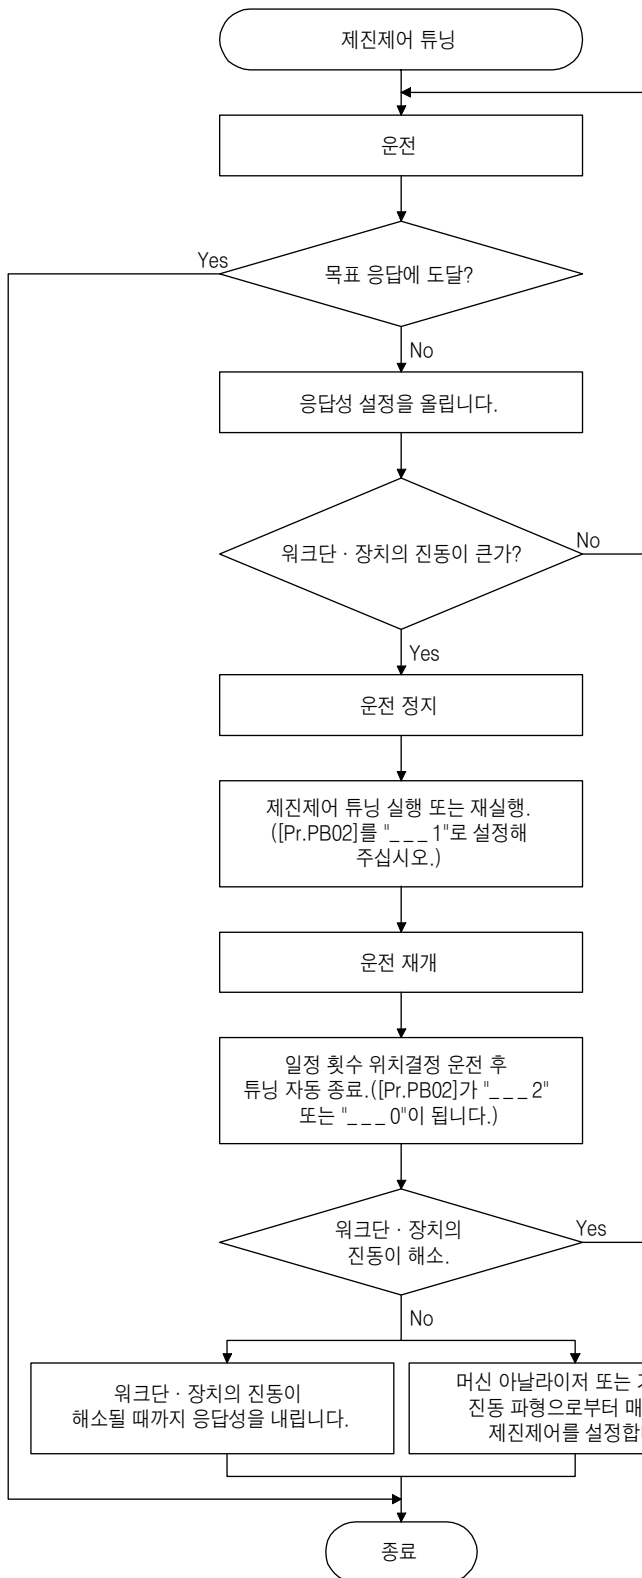 제진제어 튜닝
운전
목표 응답에 도달?
Yes
No
응답성 설정을 올립니다.
워크단 · 장치의 진동이 큰가?
No
Yes
운전 정지
제진제어 튜닝 실행 또는 재실행.
([Pr.PB02]를 "_ _ _ 1"로 설정해
주십시오.)
운전 재개
일정 횟수 위치결정 운전 후
튜닝 자동 종료.([Pr.PB02]가 "_ _ _ 2"
또는 "_ _ _ 0"이 됩니다.)
워크단 · 장치의
진동이 해소.
Yes
No
워크단 · 장치의 진동이
해소될 때까지 응답성을 내립니다.
머신 아날라이저 또는
진동 파형으로부터
제진제어를
종료